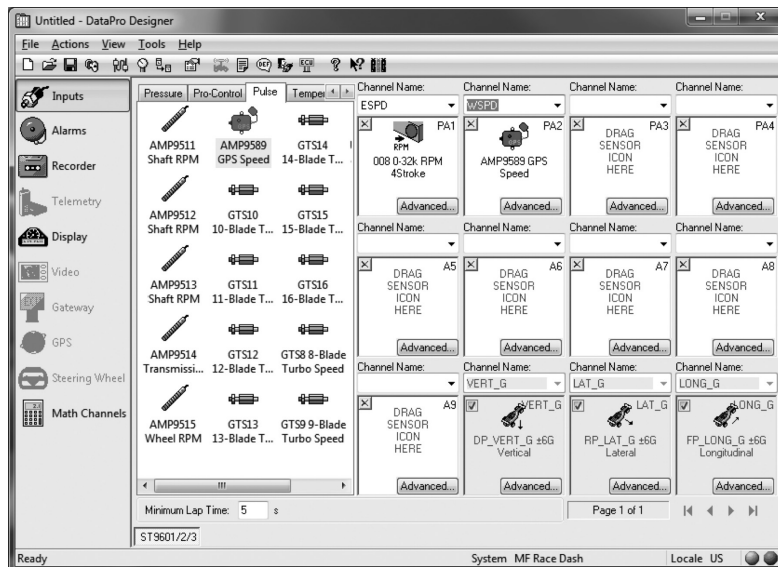 Untitled - DataPro Designer
File Actions View Tools Help
DEF ECU
Inputs
Alarms
Recorder
Telemetry
Display
Video
Gateway
GPS
Steering Wheel
Math Channels
Pressure Pro-Control Pulse Temper
AMP9511 Shaft RPM
AMP9589 GPS Speed
GTS14 14-Blade T...
AMP9512 Shaft RPM
GTS10 10-Blade T...
GTS15 15-Blade T...
AMP9513 Shaft RPM
GTS11 11-Blade T...
GTS16 16-Blade T...
AMP9514 Transmissi...
GTS12 12-Blade T...
GTS8 8-Blade Turbo Speed
AMP9515 Wheel RPM
GTS13 13-Blade T...
GTS9 9-Blade Turbo Speed
Minimum Lap Time: 5 s
Channel Name: Channel Name: Channel Name: Channel Name:
ESPD WSPD
PA1 PA2 PA3 PA4
RPM
008 0-32k RPM 4Stroke
GPS
AMP9589 GPS Speed
DRAG SENSOR ICON HERE
DRAG SENSOR ICON HERE
Advanced... Advanced... Advanced... Advanced...
Channel Name: Channel Name: Channel Name: Channel Name:
A5 A6 A7 A8
DRAG SENSOR ICON HERE
DRAG SENSOR ICON HERE
DRAG SENSOR ICON HERE
DRAG SENSOR ICON HERE
Advanced... Advanced... Advanced... Advanced...
Channel Name: Channel Name: Channel Name: Channel Name:
VERT_G LAT_G LONG_G
A9 VERT_G LAT_G LONG_G
DRAG SENSOR ICON HERE
DP_VERT_G ±6G Vertical
RP_LAT_G ±6G Lateral
FP_LONG_G ±6G Longitudinal
Advanced... Advanced... Advanced... Advanced...
Page 1 of 1
ST9601/2/3
Ready
System MF Race Dash
Locale US